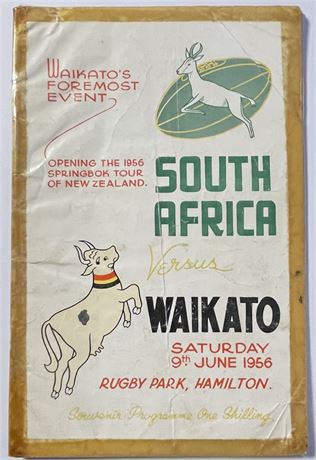 WAIKATO'S
FOREMOST
EVENT
OPENING THE 1956
SPRINGBOK TOUR
OF NEW ZEALAND.
SOUTH
AFRICA
Versus
WAIKATO
SATURDAY
9th JUNE 1956
RUGBY PARK, HAMILTON.
Souvenir Programme One Shilling